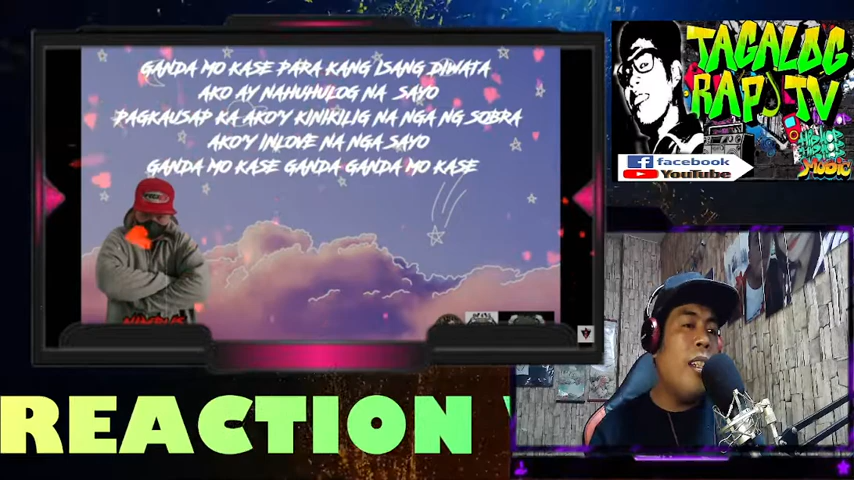 GANDA MO KASE PARA KANG ISANG DIWATA
AKO AY NAHUHULOG NA SAYO
PAGKAUSAP KA AKO'Y KINIKILIG NA NGA NG SOBRA
AKO'Y INLOVE NA NGA SAYO
GANDA MO KASE GANDA GANDA MO KASE
TAGALOG
RAP TV
HIPHOP
MUSIC
facebook
YouTube
REACTION